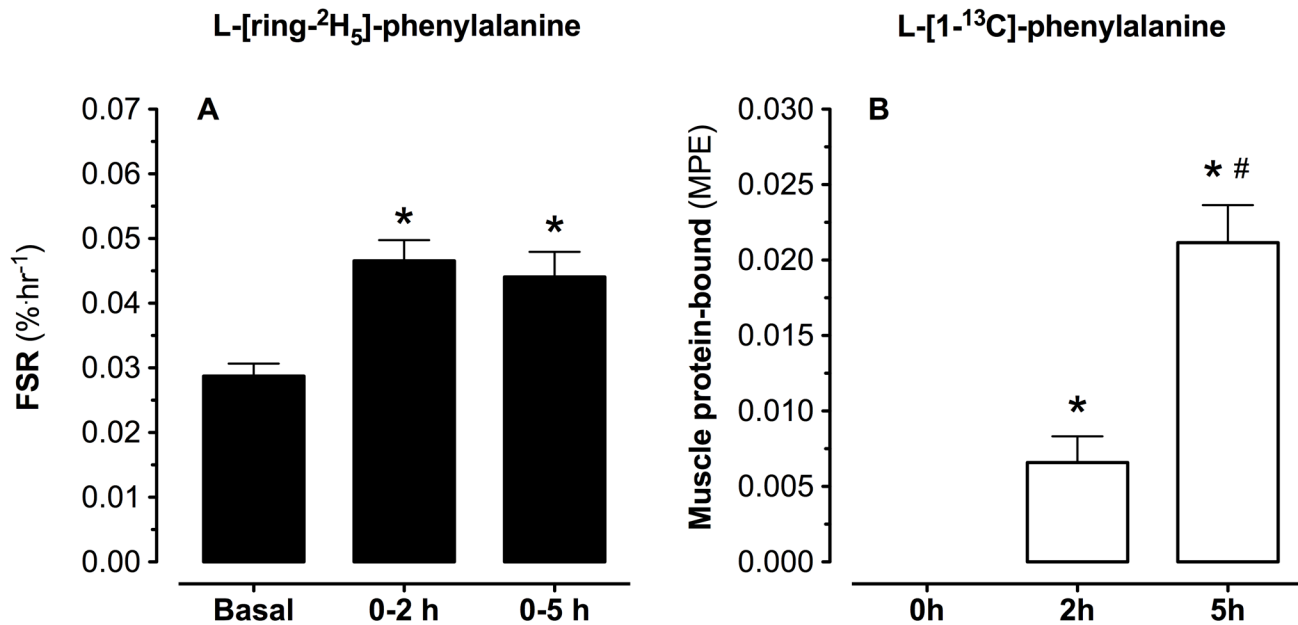 L-[ring-²H₅]-phenylalanine
A
FSR (%·hr⁻¹)
0.07
0.06
0.05
0.04
0.03
0.02
0.01
0.00
*
*
Basal 0-2 h 0-5 h
L-[1-¹³C]-phenylalanine
B
Muscle protein-bound (MPE)
0.030
0.025
0.020
0.015
0.010
0.005
0.000
*
* #
0h 2h 5h